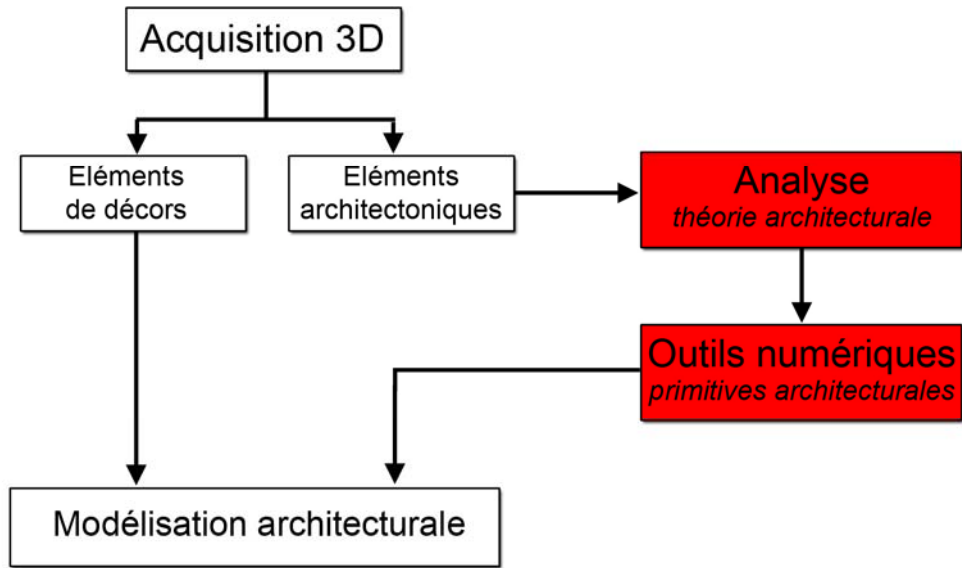 Acquisition 3D
Eléments
de décors
Eléments
architectoniques
Analyse
théorie architecturale
Outils numériques
primitives architecturales
Modélisation architecturale